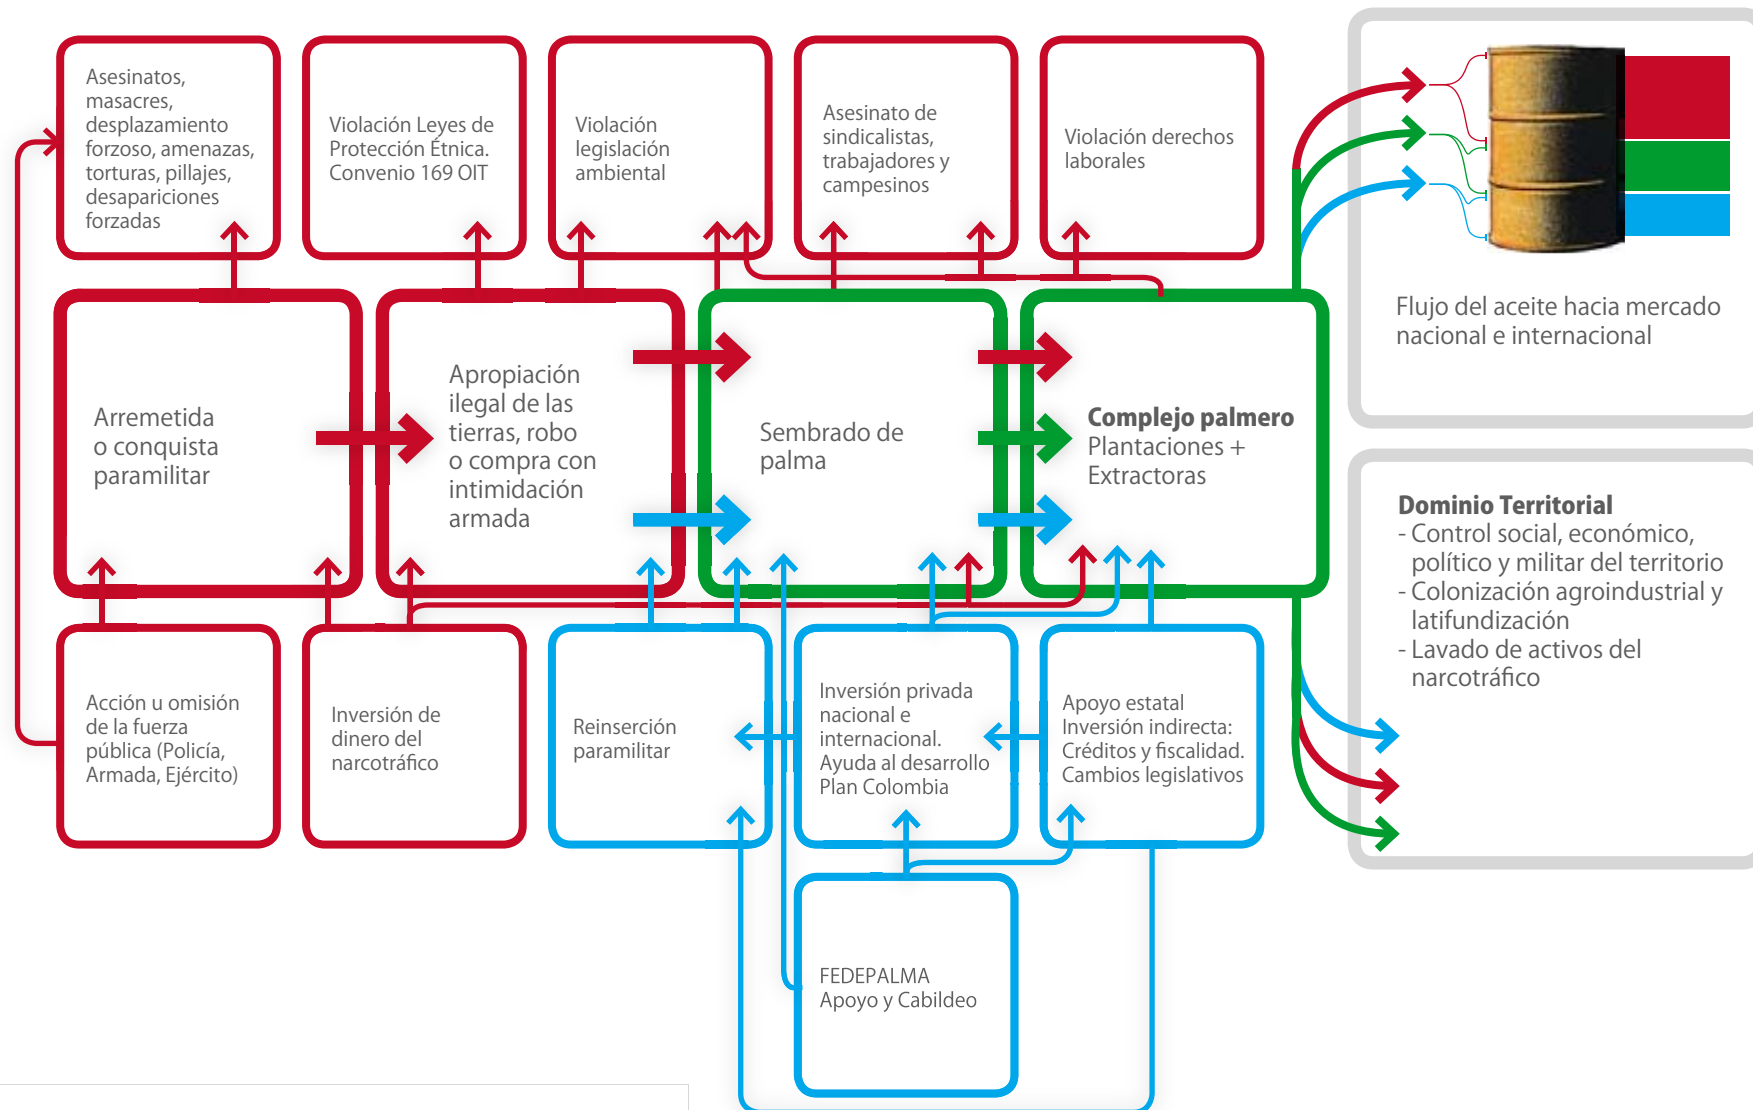 Asesinatos,
masacres,
desplazamiento
forzoso, amenazas,
torturas, pillajes,
desapariciones
forzadas
Violación Leyes de
Protección Étnica.
Convenio 169 OIT
Violación
legislación
ambiental
Asesinato de
sindicalistas,
trabajadores y
campesinos
Violación derechos
laborales
Flujo del aceite hacia mercado
nacional e internacional
Arremetida
o conquista
paramilitar
Apropiación
ilegal de las
tierras, robo
o compra con
intimidación
armada
Sembrado de
palma
Complejo palmero
Plantaciones +
Extractoras
Dominio Territorial
- Control social, económico,
político y militar del territorio
- Colonización agroindustrial y
latifundización
- Lavado de activos del
narcotráfico
Acción u omisión
de la fuerza
pública (Policía,
Armada, Ejército)
Inversión de
dinero del
narcotráfico
Reinserción
paramilitar
Inversión privada
nacional e
internacional.
Ayuda al desarrollo
Plan Colombia
Apoyo estatal
Inversión indirecta:
Créditos y fiscalidad.
Cambios legislativos
FEDEPALMA
Apoyo y Cabildeo